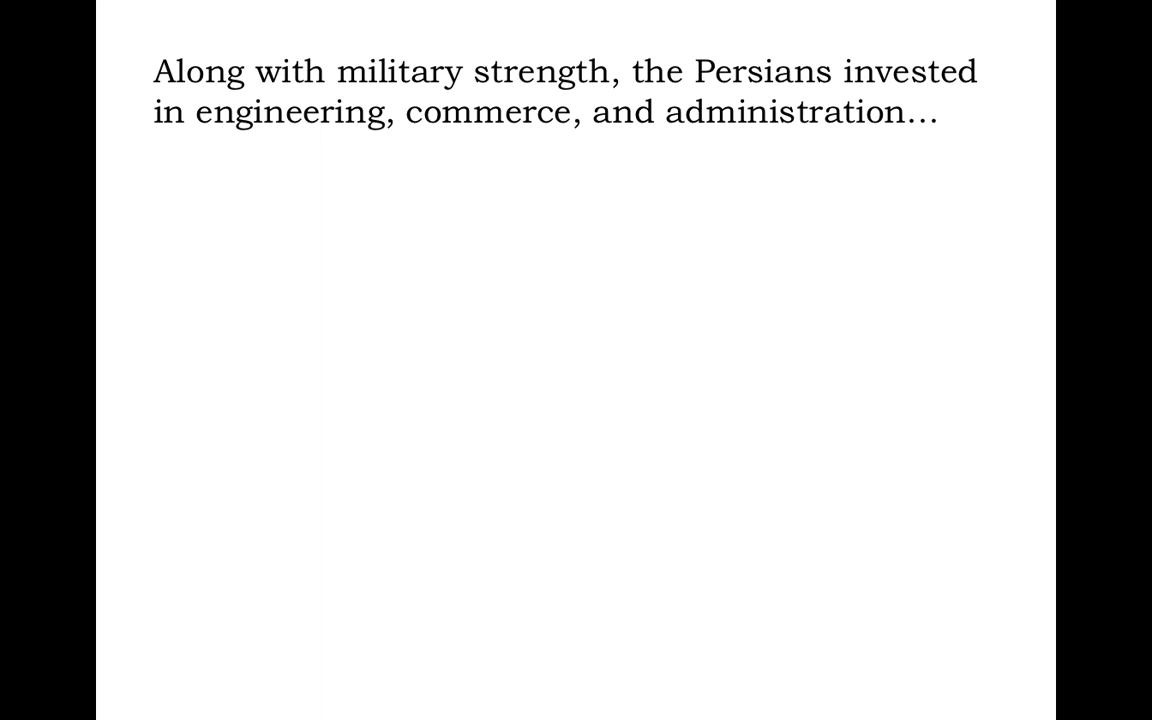 Along with military strength, the Persians invested
in engineering, commerce, and administration…